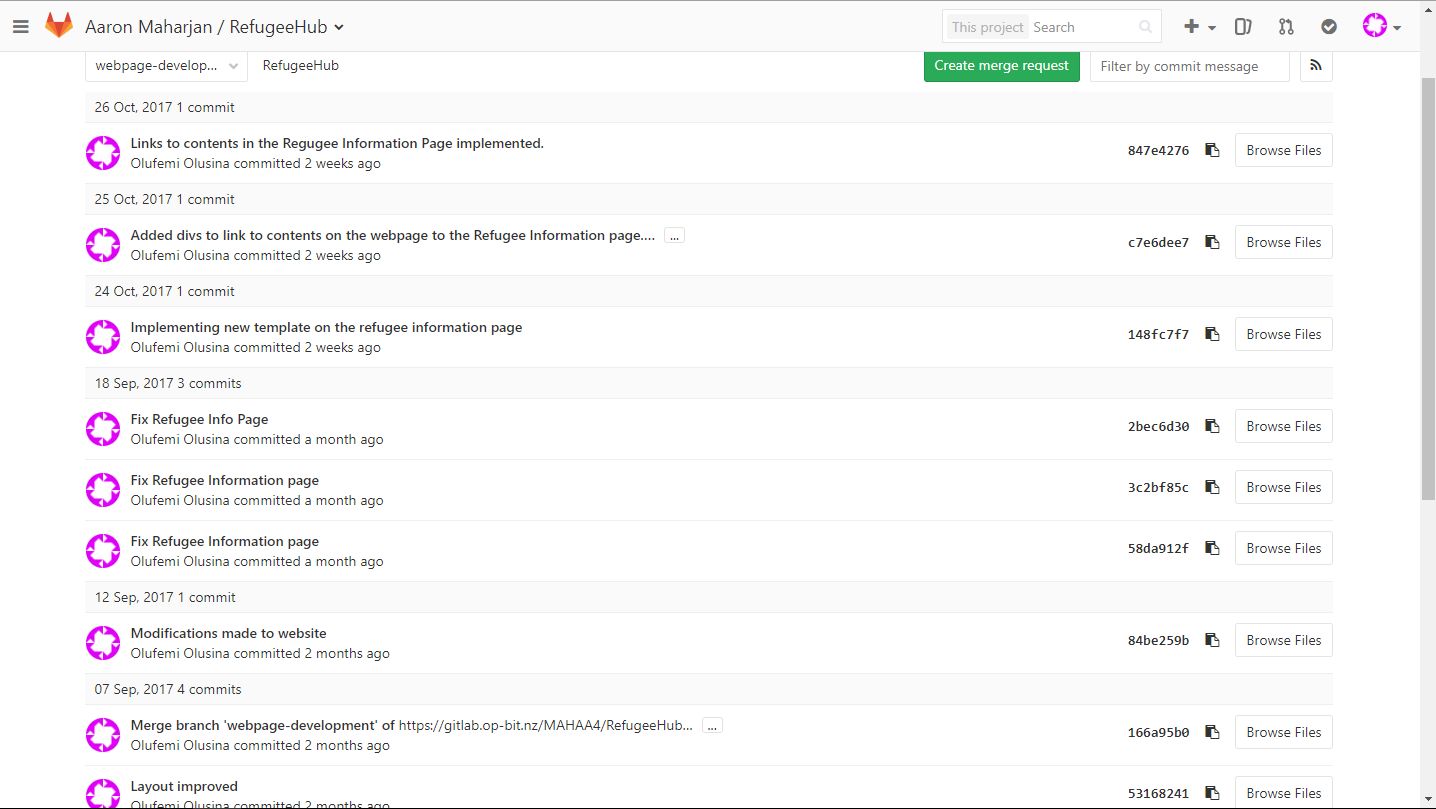 Aaron Maharjan / RefugeeHub
This project Search
webpage-develop... RefugeeHub Create merge request Filter by commit message
26 Oct, 2017 1 commit
Links to contents in the Regugee Information Page implemented.
Olufemi Olusina committed 2 weeks ago
847e4276 Browse Files
25 Oct, 2017 1 commit
Added divs to link to contents on the webpage to the Refugee Information page.... ...
Olufemi Olusina committed 2 weeks ago
c7e6dee7 Browse Files
24 Oct, 2017 1 commit
Implementing new template on the refugee information page
Olufemi Olusina committed 2 weeks ago
148fc7f7 Browse Files
18 Sep, 2017 3 commits
Fix Refugee Info Page
Olufemi Olusina committed a month ago
2bec6d30 Browse Files
Fix Refugee Information page
Olufemi Olusina committed a month ago
3c2bf85c Browse Files
Fix Refugee Information page
Olufemi Olusina committed a month ago
58da912f Browse Files
12 Sep, 2017 1 commit
Modifications made to website
Olufemi Olusina committed 2 months ago
84be259b Browse Files
07 Sep, 2017 4 commits
Merge branch 'webpage-development' of https://gitlab.op-bit.nz/MAHAA4/RefugeeHub... ...
Olufemi Olusina committed 2 months ago
166a95b0 Browse Files
Layout improved
Olufemi Olusina committed 2 months ago
53168241 Browse Files